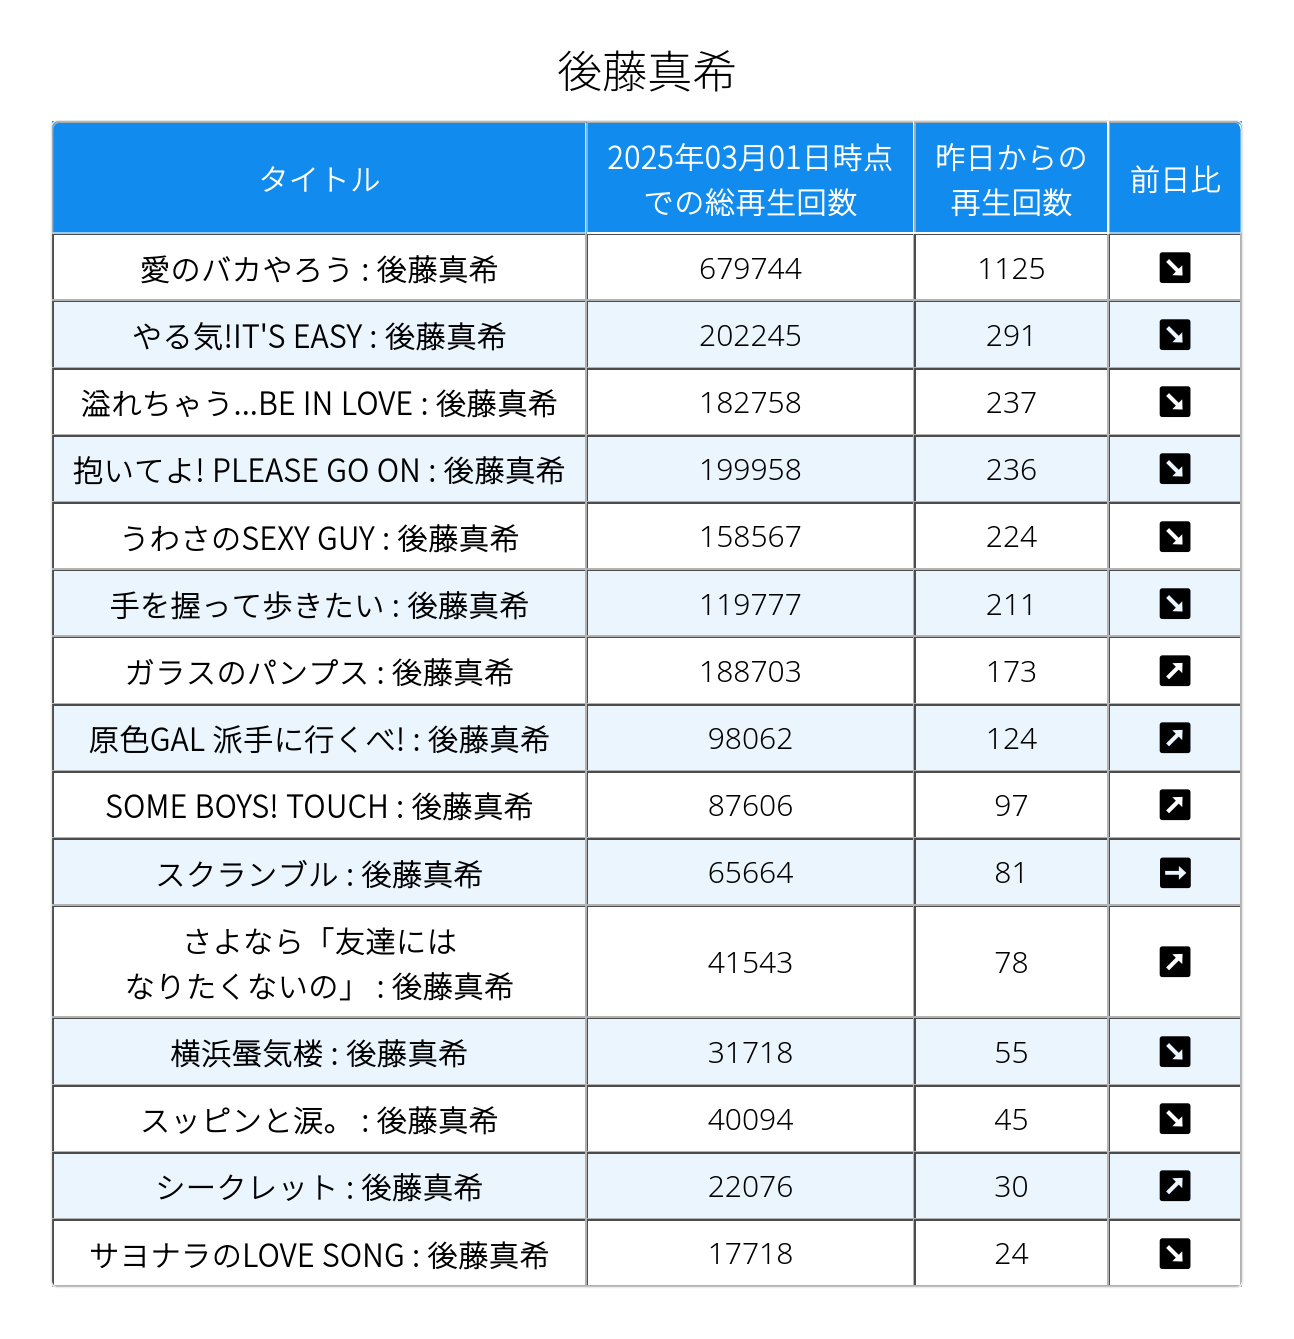 後藤真希
タイトル
2025年03月01日時点
での総再生回数
昨日からの
再生回数
前日比
愛のバカやろう : 後藤真希 679744 1125 ↘
やる気!IT'S EASY : 後藤真希 202245 291 ↘
溢れちゃう...BE IN LOVE : 後藤真希 182758 237 ↘
抱いてよ! PLEASE GO ON : 後藤真希 199958 236 ↘
うわさのSEXY GUY : 後藤真希 158567 224 ↘
手を握って歩きたい : 後藤真希 119777 211 ↘
ガラスのパンプス : 後藤真希 188703 173 ↗
原色GAL 派手に行くべ! : 後藤真希 98062 124 ↗
SOME BOYS! TOUCH : 後藤真希 87606 97 ↗
スクランブル : 後藤真希 65664 81 →
さよなら「友達には
なりたくないの」 : 後藤真希 41543 78 ↗
横浜蜃気楼 : 後藤真希 31718 55 ↘
スッピンと涙。 : 後藤真希 40094 45 ↘
シークレット : 後藤真希 22076 30 ↗
サヨナラのLOVE SONG : 後藤真希 17718 24 ↘